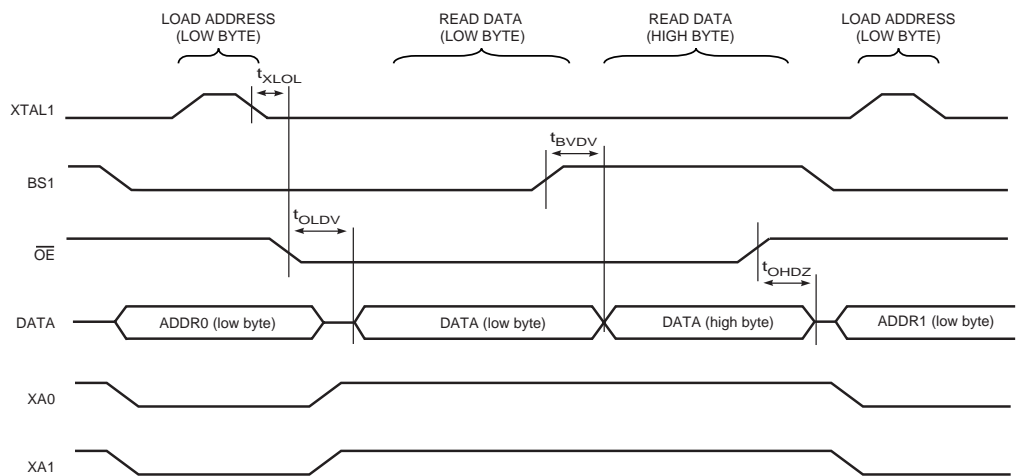 LOAD ADDRESS
(LOW BYTE)
READ DATA
(LOW BYTE)
READ DATA
(HIGH BYTE)
LOAD ADDRESS
(LOW BYTE)
tXLOL
XTAL1
tBVDV
BS1
tOLDV
OE
tOHDZ
DATA
ADDR0 (low byte)
DATA (low byte)
DATA (high byte)
ADDR1 (low byte)
XA0
XA1